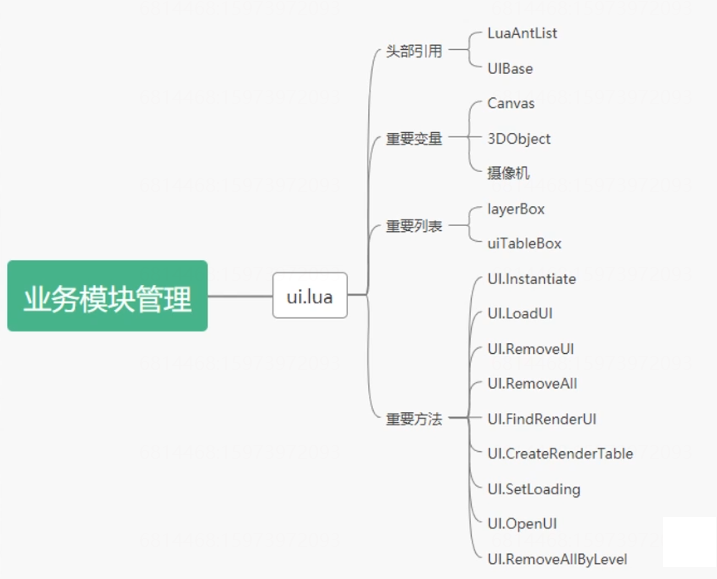 业务模块管理
ui.lua
头部引用
LuaAntList
UIBase
重要变量
Canvas
3DObject
摄像机
重要列表
layerBox
uiTableBox
重要方法
UI.Instantiate
UI.LoadUI
UI.RemoveUI
UI.RemoveAll
UI.FindRenderUI
UI.CreateRenderTable
UI.SetLoading
UI.OpenUI
UI.RemoveAllByLevel